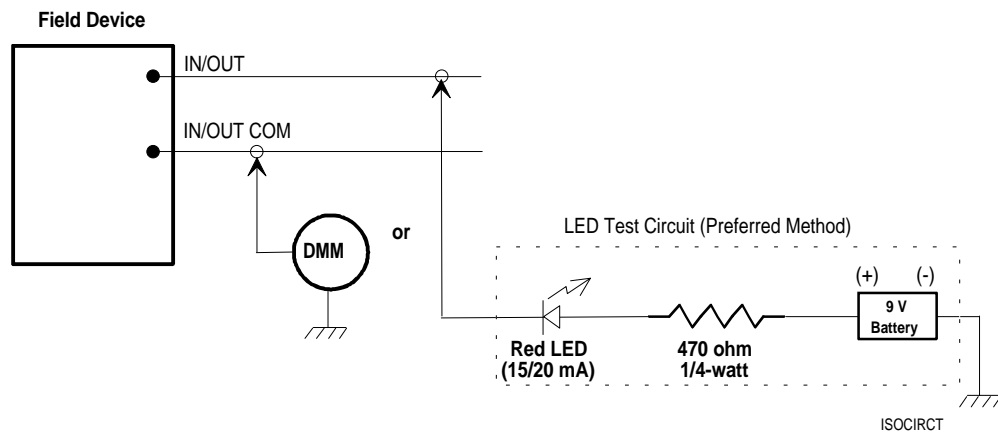 Field Device
IN/OUT
IN/OUT COM
DMM
or
LED Test Circuit (Preferred Method)
(+) (-)
9 V
Battery
Red LED
(15/20 mA)
470 ohm
1/4-watt
ISOCIRCT